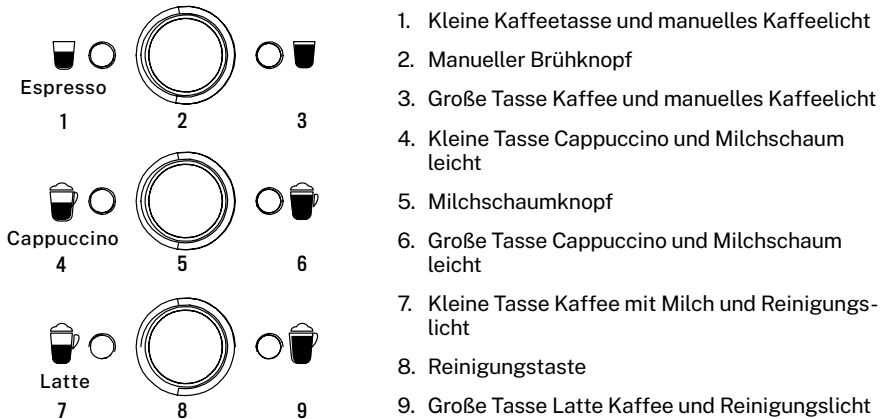 Espresso
1 2 3
Cappuccino
4 5 6
Latte
7 8 9
1. Kleine Kaffeetasse und manuelles Kaffeelicht
2. Manueller Brühknopf
3. Große Tasse Kaffee und manuelles Kaffeelicht
4. Kleine Tasse Cappuccino und Milchschaum
leicht
5. Milchschaumknopf
6. Große Tasse Cappuccino und Milchschaum
leicht
7. Kleine Tasse Kaffee mit Milch und Reinigungs-
licht
8. Reinigungstaste
9. Große Tasse Latte Kaffee und Reinigungslicht